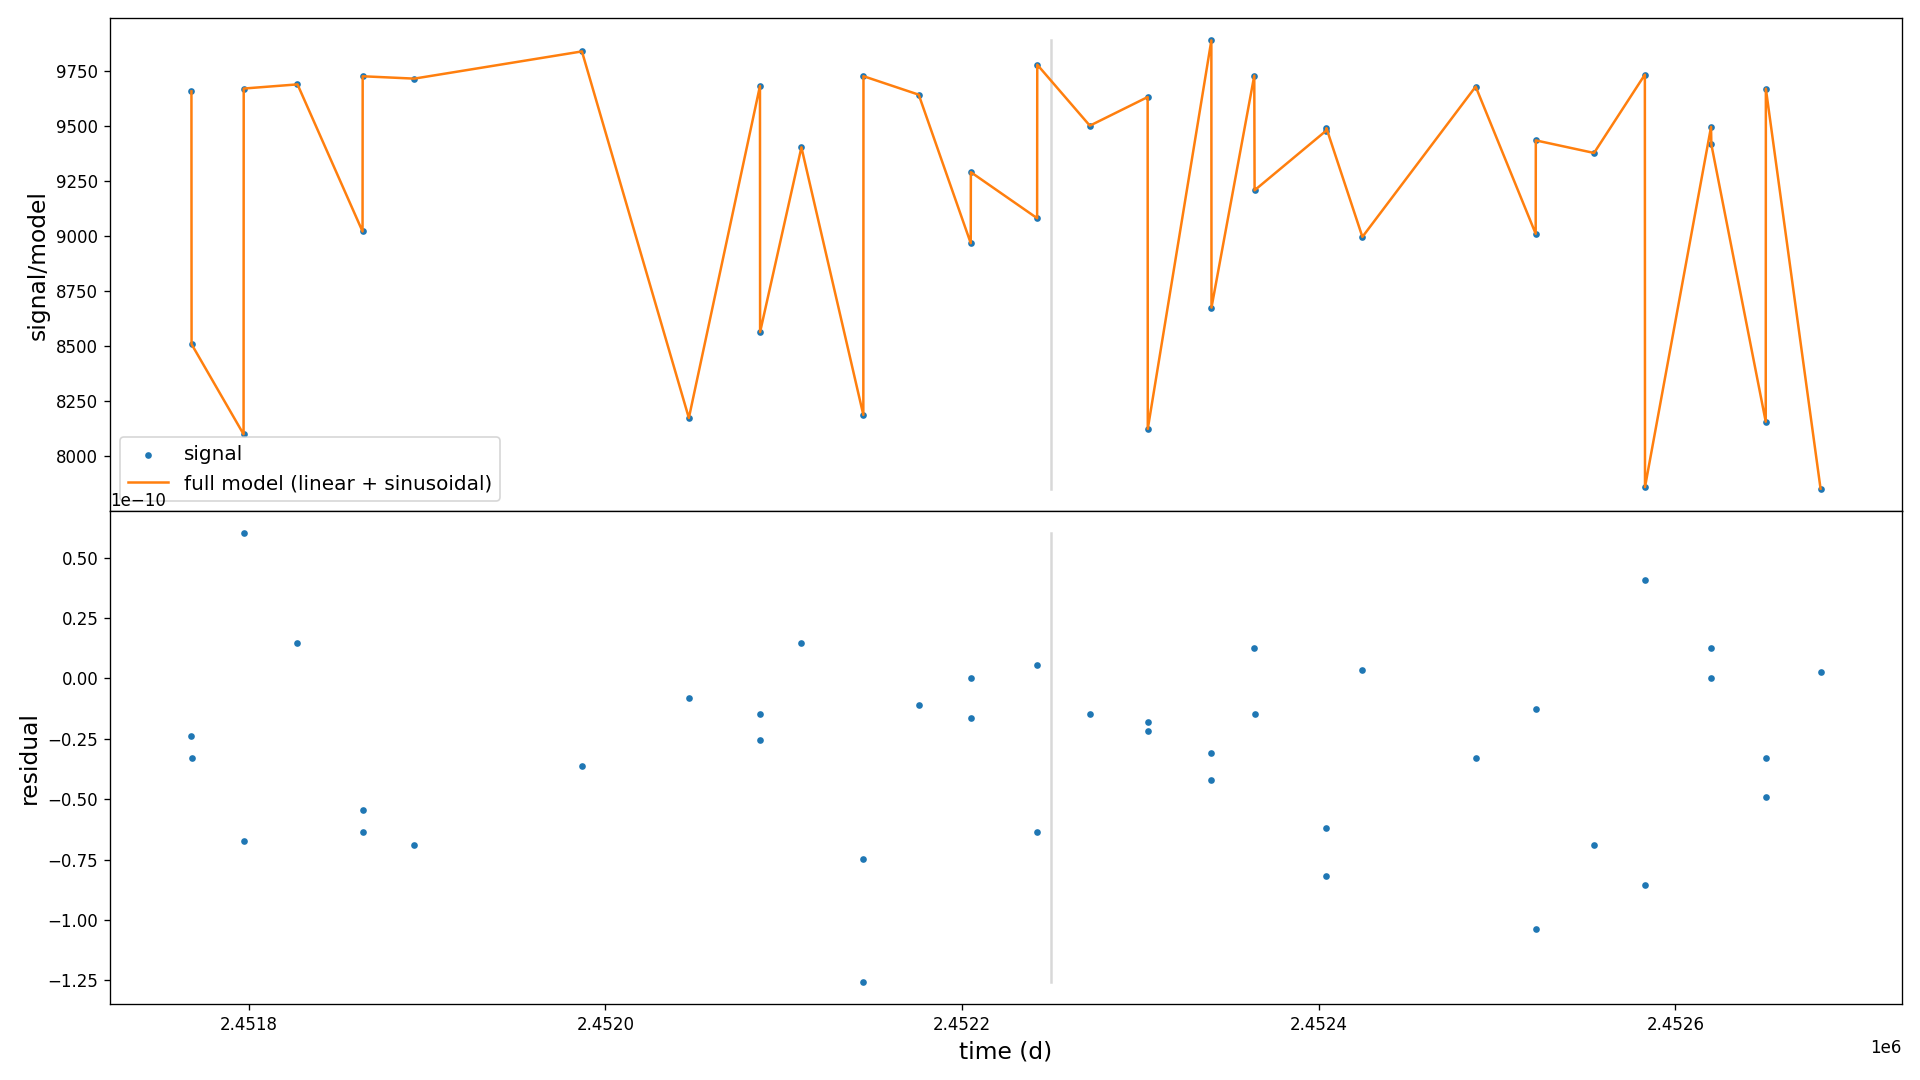 signal/model
9750
9500
9250
9000
8750
8500
8250
8000
signal
full model (linear + sinusoidal)
1e−10
residual
0.50
0.25
0.00
−0.25
−0.50
−0.75
−1.00
−1.25
2.4518 2.4520 2.4522 2.4524 2.4526
time (d)
1e6